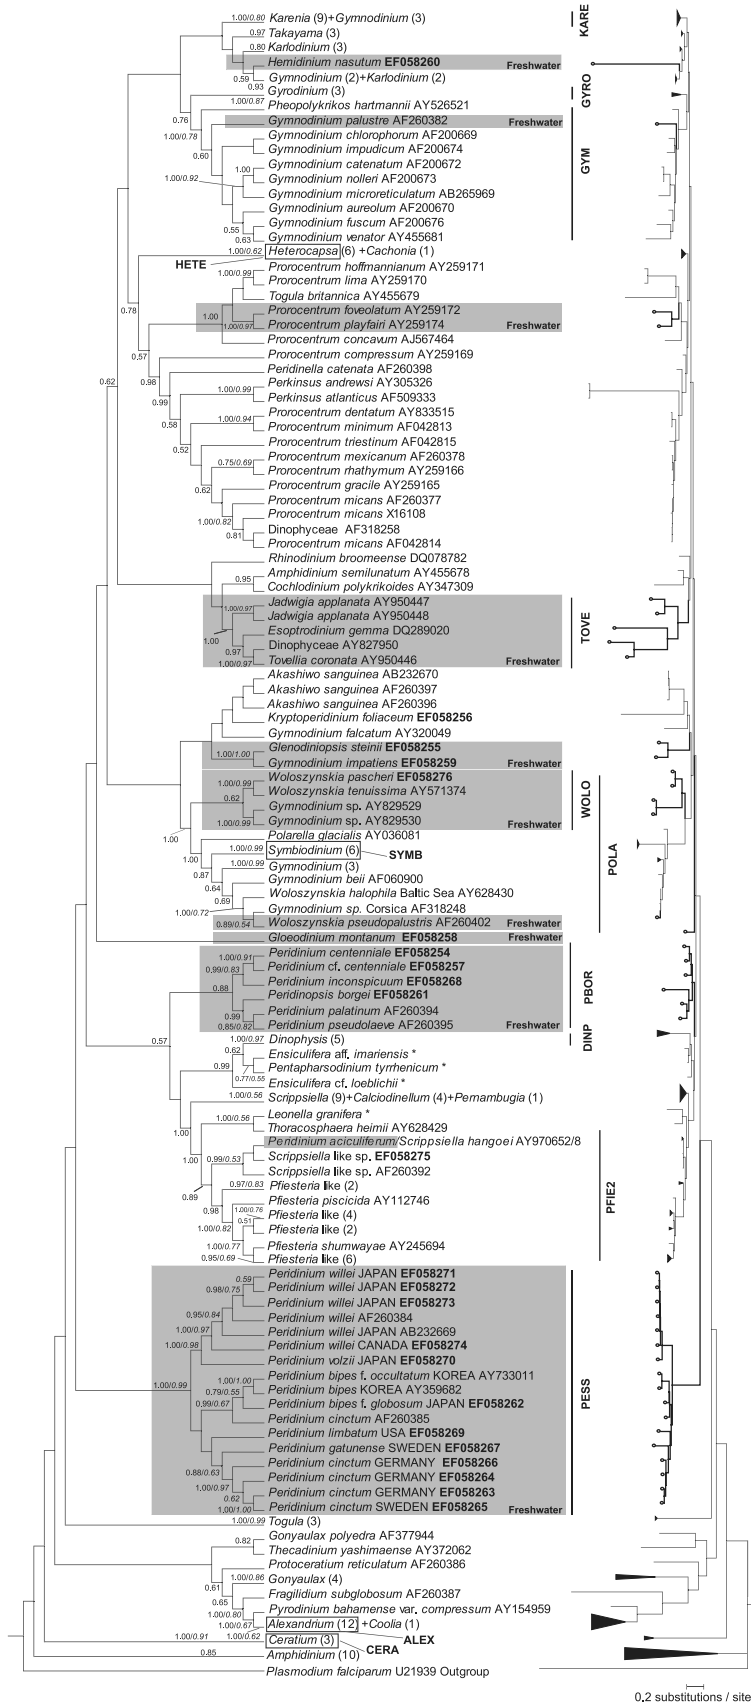 1.00/0.80 Karenia (9)+Gymnodinium (3)
KARE
0.97 Takayama (3)
0.80 Karlodinium (3)
Hemidinium nasutum EF058260 Freshwater
0.59 Gymnodinium (2)+Karlodinium (2)
0.93 Gyrodinium (3)
GYRO
0.76 1.00/0.87 Pheopolykrikos hartmannii AY526521
1.00/0.78 Gymnodinium palustre AF260382 Freshwater
0.60 Gymnodinium chlorophorum AF200669
Gymnodinium impudicum AF200674
GYM
1.00 Gymnodinium catenatum AF200672
1.00/0.92 Gymnodinium nolleri AF200673
Gymnodinium microreticulatum AB265969
Gymnodinium aureolum AF200670
0.55 Gymnodinium fuscum AF200676
0.63 Gymnodinium venator AY455681
1.00/0.62 Heterocapsa (6) +Cachonia (1)
HETE
Prorocentrum hoffmannianum AY259171
1.00/0.99 Prorocentrum lima AY259170
Togula britannica AY455679
0.78 1.00 Prorocentrum foveolatum AY259172
1.00/0.97 Prorocentrum playfairi AY259174 Freshwater
Prorocentrum concavum AJ567464
0.57 Prorocentrum compressum AY259169
0.98 Peridinella catenata AF260398
0.62 Perkinsus andrewsi AY305326
0.99 1.00/0.99 Perkinsus atlanticus AF509333
0.58 Prorocentrum dentatum AY833515
1.00/0.94 Prorocentrum minimum AF042813
0.52 Prorocentrum triestinum AF042815
Prorocentrum mexicanum AF260378
0.75/0.69 Prorocentrum rhathymum AY259166
0.62 Prorocentrum gracile AY259165
Prorocentrum micans AF260377
1.00/0.82 Prorocentrum micans X16108
0.81 Dinophyceae AF318258
Prorocentrum micans AF042814
Rhinodinium broomeense DQ078782
0.95 Amphidinium semilunatum AY455678
Cochlodinium polykrikoides AY347309
Jadwigia applanata AY950447
1.00/0.97 Jadwigia applanata AY950448
1.00 Esoptrodinium gemma DQ289020
TOVE
0.97 Dinophyceae AY827950
1.00/0.97 Tovellia coronata AY950446 Freshwater
Akashiwo sanguinea AB232670
Akashiwo sanguinea AF260397
Akashiwo sanguinea AF260396
Kryptoperidinium foliaceum EF058256
Gymnodinium falcatum AY320049
Glenodiniopsis steinii EF058255
1.00/1.00 Gymnodinium impatiens EF058259 Freshwater
Woloszynskia pascheri EF058276
1.00/0.99 Woloszynskia tenuissima AY571374
WOLO
0.62 Gymnodinium sp. AY829529
1.00/0.99 Gymnodinium sp. AY829530 Freshwater
1.00 Polarella glacialis AY036081
1.00 1.00/0.99 Symbiodinium (6)
SYMB
POLA
0.87 1.00/0.99 Gymnodinium (3)
0.64 Gymnodinium beii AF060900
0.69 Woloszynskia halophila Baltic Sea AY628430
1.00/0.72 Gymnodinium sp. Corsica AF318248
0.89/0.54 Woloszynskia pseudopalustris AF260402 Freshwater
Gloeodinium montanum EF058258 Freshwater
1.00/0.91 Peridinium centenniale EF058254
0.99/0.83 Peridinium cf. centenniale EF058257
0.88 Peridinium inconspicuum EF058268
PBOR
Peridinopsis borgei EF058261
0.99 Peridinium palatinum AF260394
0.85/0.82 Peridinium pseudolaeve AF260395 Freshwater
0.57 1.00/0.97 Dinophysis (5)
DINP
0.62 Ensiculifera aff. imariensis *
0.99 Pentapharsodinium tyrrhenicum *
0.77/0.55 Ensiculifera cf. loeblichii *
1.00/0.56 Scrippsiella (9)+Calciodinellum (4)+Pernambugia (1)
Leonella granifera *
1.00 1.00/0.56 Thoracosphaera heimii AY628429
Peridinium aciculiferum/Scrippsiella hangoei AY970652/8
0.99/0.53 Scrippsiella like sp. EF058275
Scrippsiella like sp. AF260392
0.89 0.97/0.83 Pfiesteria like (2)
PFIE2
0.98 Pfiesteria piscicida AY112746
1.00/0.76 Pfiesteria like (4)
1.00/0.82 0.51 Pfiesteria like (2)
1.00/0.77 Pfiesteria shumwayae AY245694
0.95/0.69 Pfiesteria like (6)
0.59 Peridinium willei JAPAN EF058271
0.98/0.75 Peridinium willei JAPAN EF058272
Peridinium willei JAPAN EF058273
0.95/0.84 Peridinium willei AF260384
1.00/0.97 Peridinium willei JAPAN AB232669
1.00/0.98 Peridinium willei CANADA EF058274
Peridinium volzii JAPAN EF058270
1.00/0.99 1.00/1.00 Peridinium bipes f. occultatum KOREA AY733011
0.79/0.55 Peridinium bipes KOREA AY359682
PESS
0.99/0.67 Peridinium bipes f. globosum JAPAN EF058262
Peridinium cinctum AF260385
Peridinium limbatum USA EF058269
Peridinium gatunense SWEDEN EF058267
0.88/0.63 Peridinium cinctum GERMANY EF058266
1.00/0.97 Peridinium cinctum GERMANY EF058264
0.62 Peridinium cinctum GERMANY EF058263
1.00/1.00 Peridinium cinctum SWEDEN EF058265 Freshwater
1.00/0.99 Togula (3)
Gonyaulax polyedra AF377944
0.82 Thecadinium yashimaense AY372062
Protoceratium reticulatum AF260386
0.61 1.00/0.86 Gonyaulax (4)
0.65 Fragilidium subglobosum AF260387
1.00/0.80 Pyrodinium bahamense var. compressum AY154959
1.00/0.67 Alexandrium (12) +Coolia (1)
ALEX
1.00/0.91 1.00/0.62 Ceratium (3)
CERA
0.85 Amphidinium (10)
Plasmodium falciparum U21939 Outgroup
0.2 substitutions / site